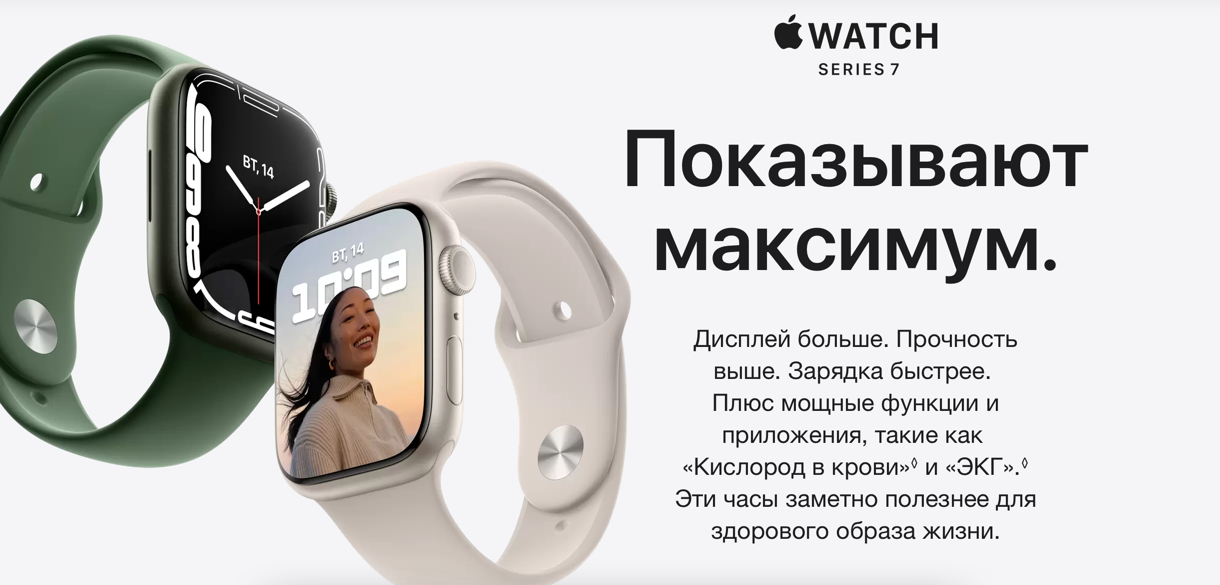 WATCH
SERIES 7
Показывают
максимум.
Дисплей больше. Прочность
выше. Зарядка быстрее.
Плюс мощные функции и
приложения, такие как
«Кислород в крови»◊ и «ЭКГ».◊
Эти часы заметно полезнее для
здорового образа жизни.
ВТ, 14
ВТ, 14
10:09